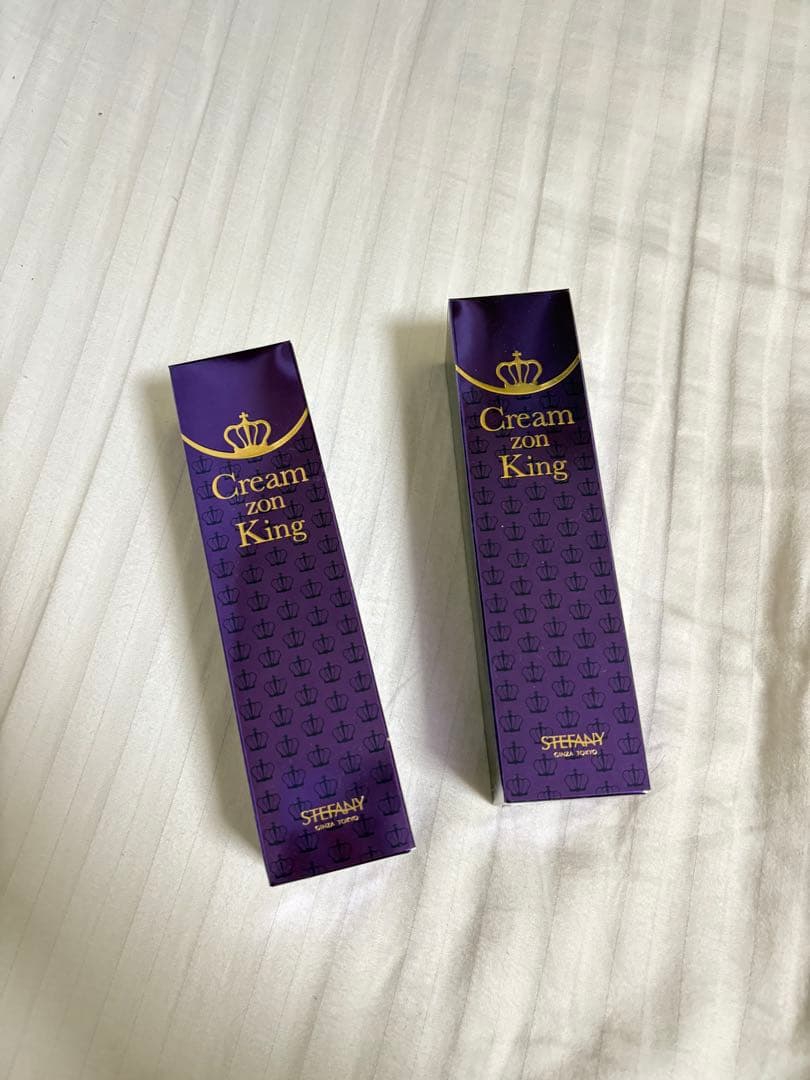 Cream
zon
King
STEFANY
GINZA TOKYO
Cream
zon
King
STEFANY
GINZA TOKYO